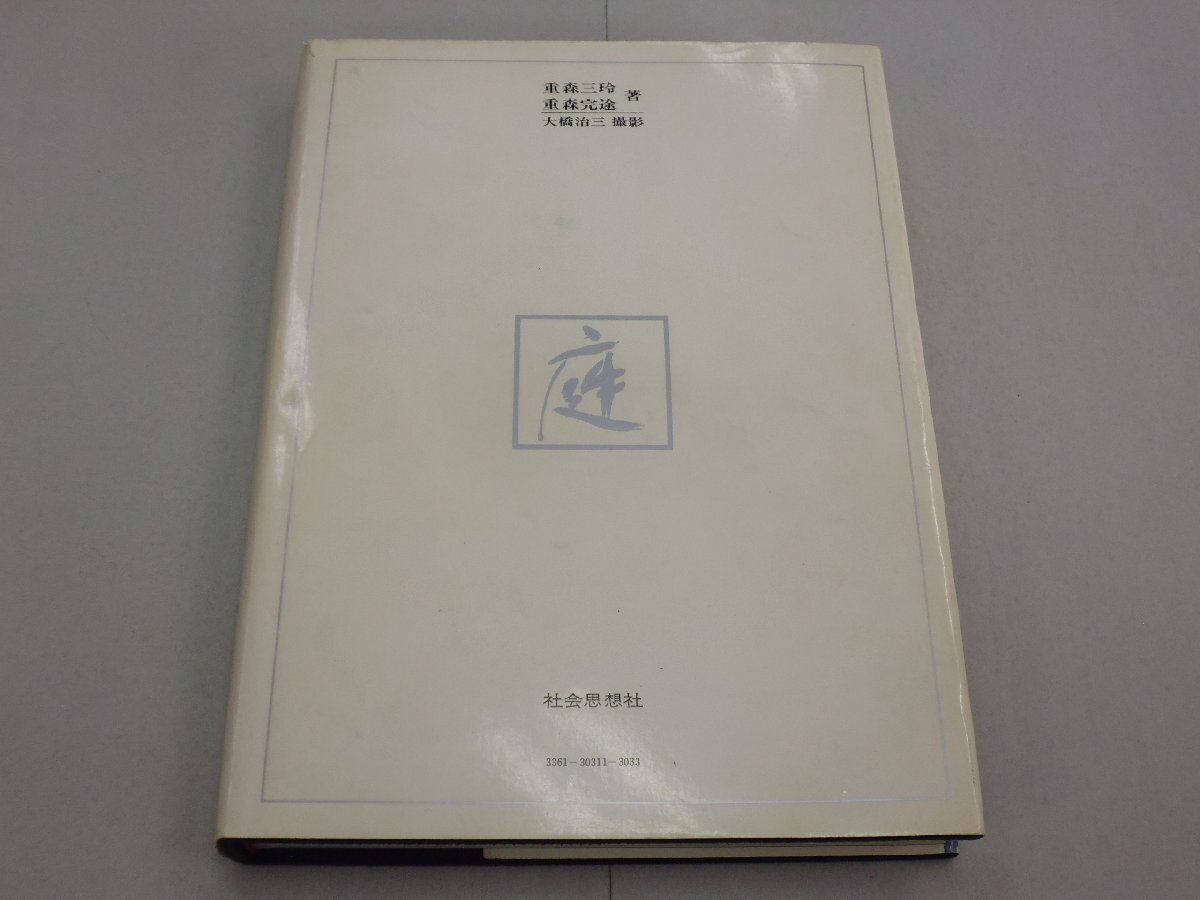 重森三玲
重森完途 著
大橋治三 撮影
庭
社会思想社
3361-30311-3033